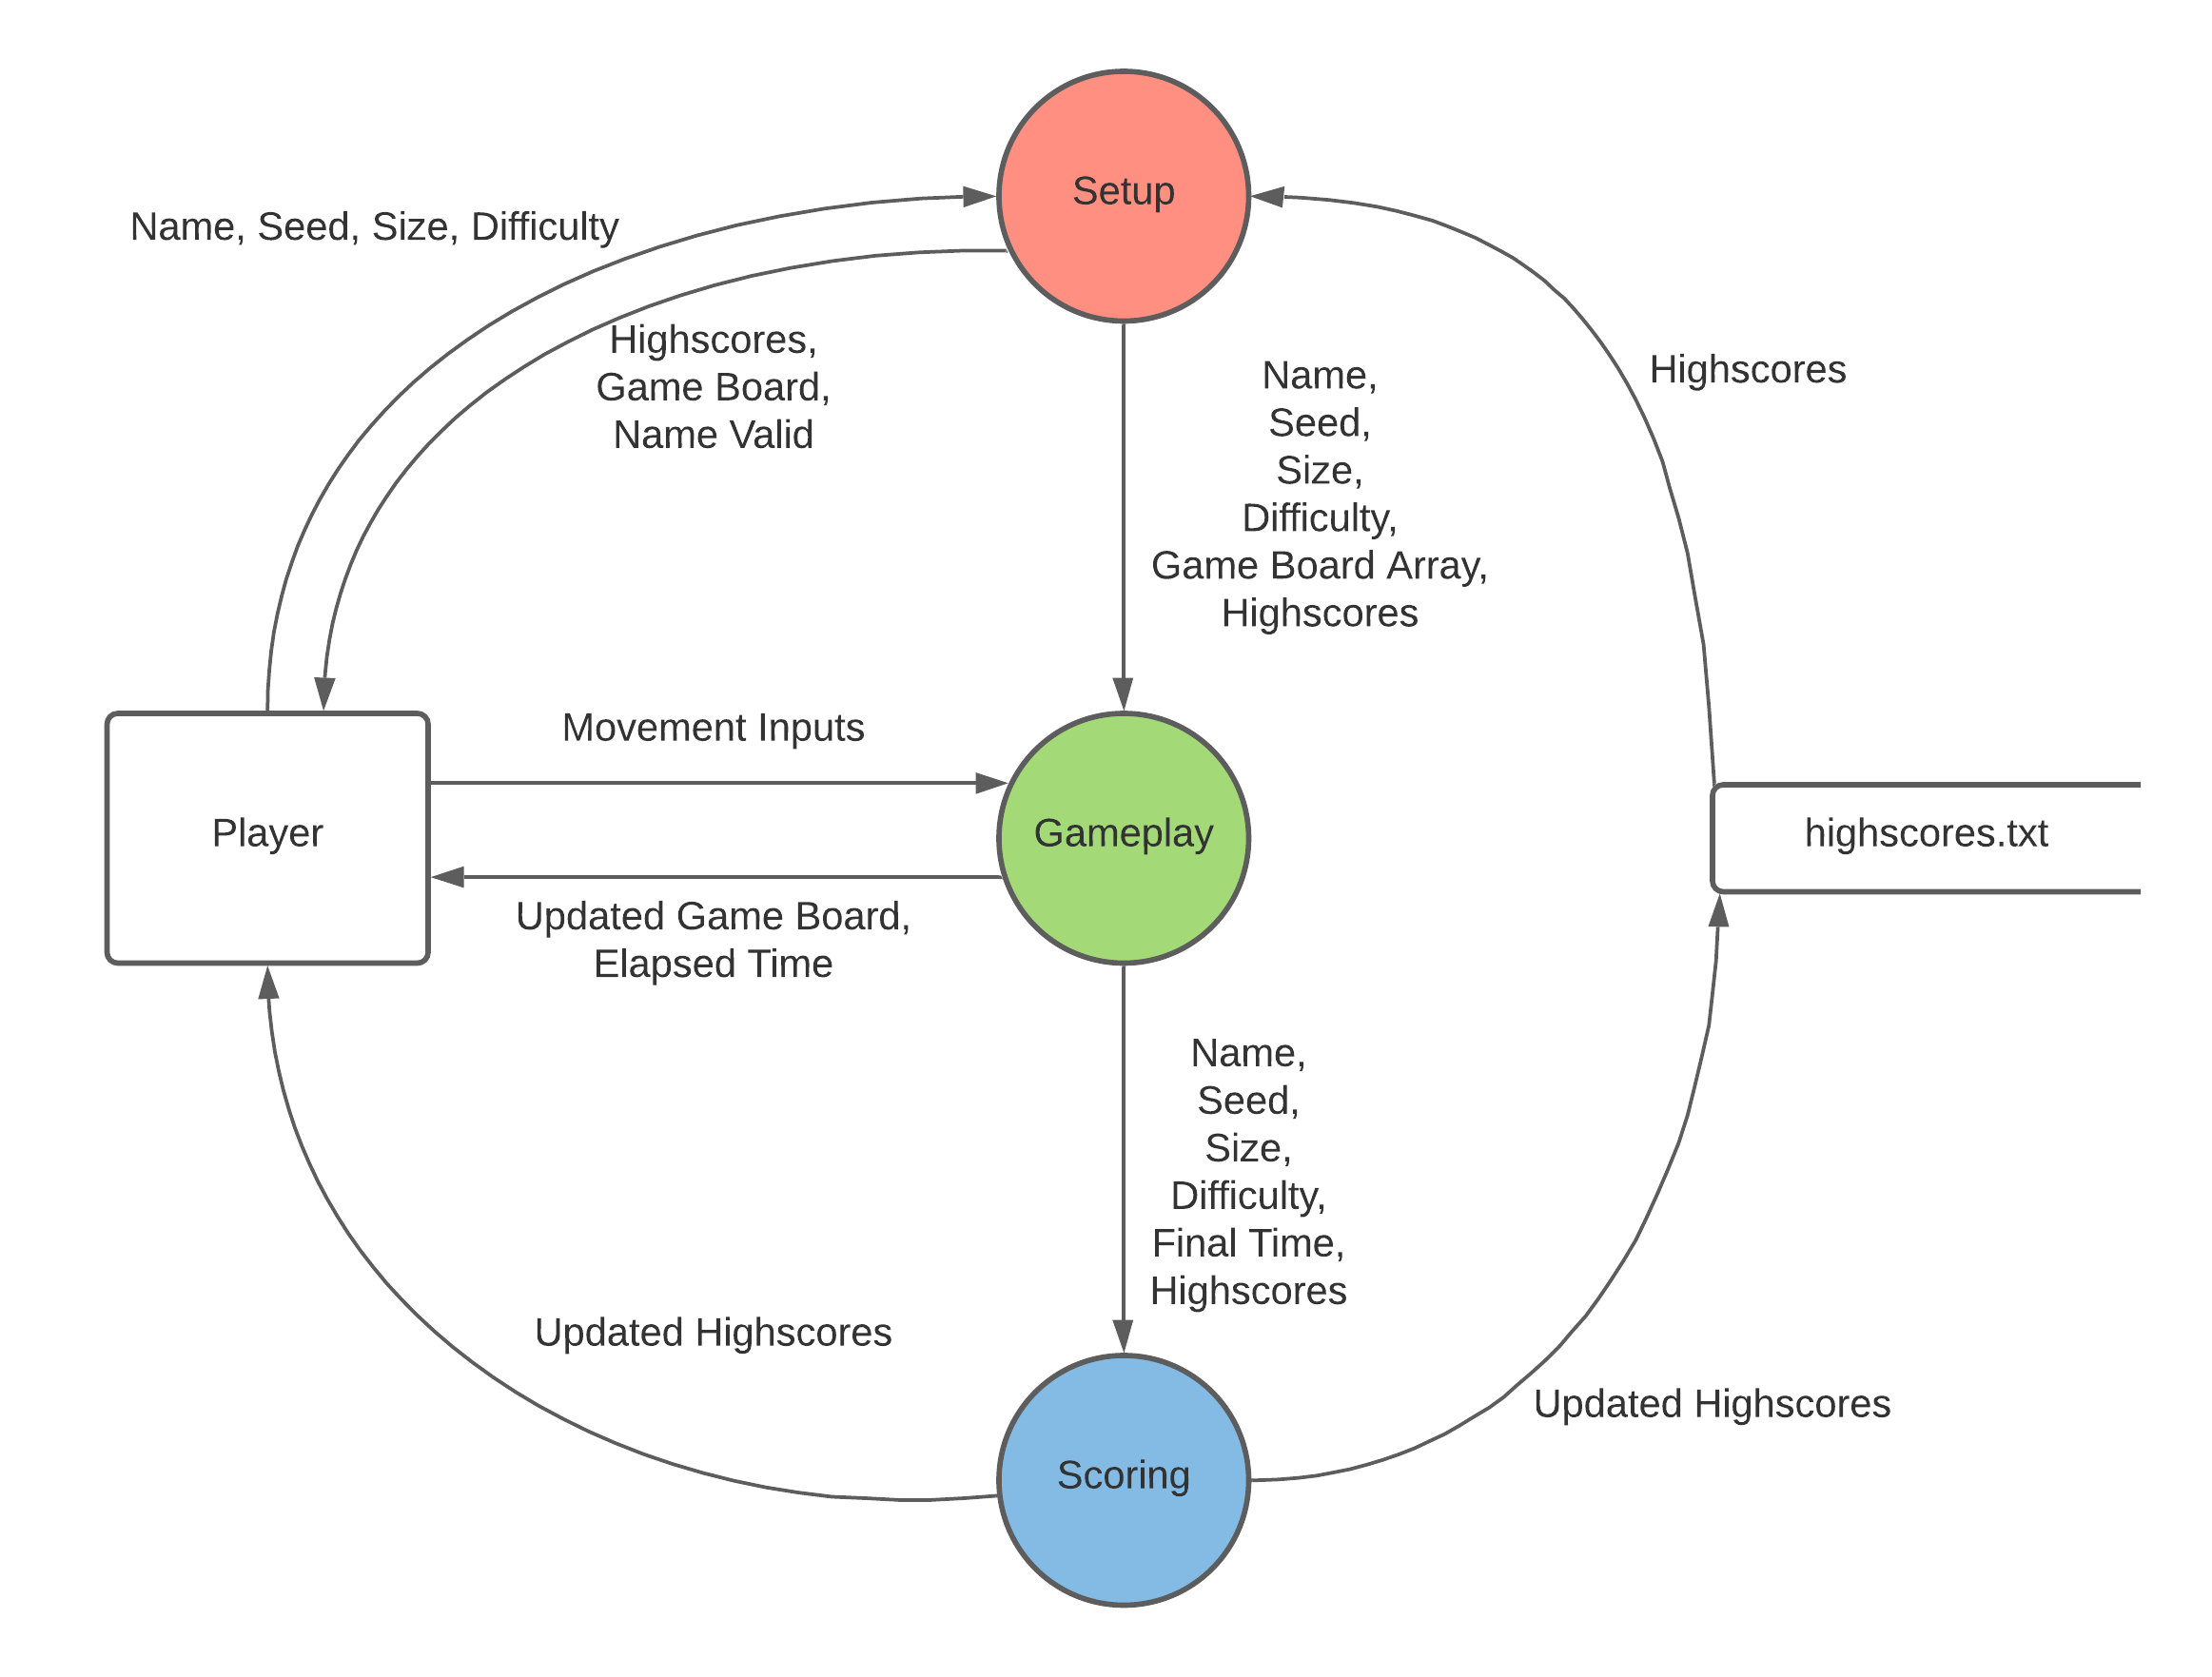 Setup
Name, Seed, Size, Difficulty
Highscores,
Game Board,
Name Valid
Name,
Seed,
Size,
Difficulty,
Game Board Array,
Highscores
Highscores
Movement Inputs
Player
Gameplay
highscores.txt
Updated Game Board,
Elapsed Time
Name,
Seed,
Size,
Difficulty,
Final Time,
Highscores
Updated Highscores
Updated Highscores
Scoring